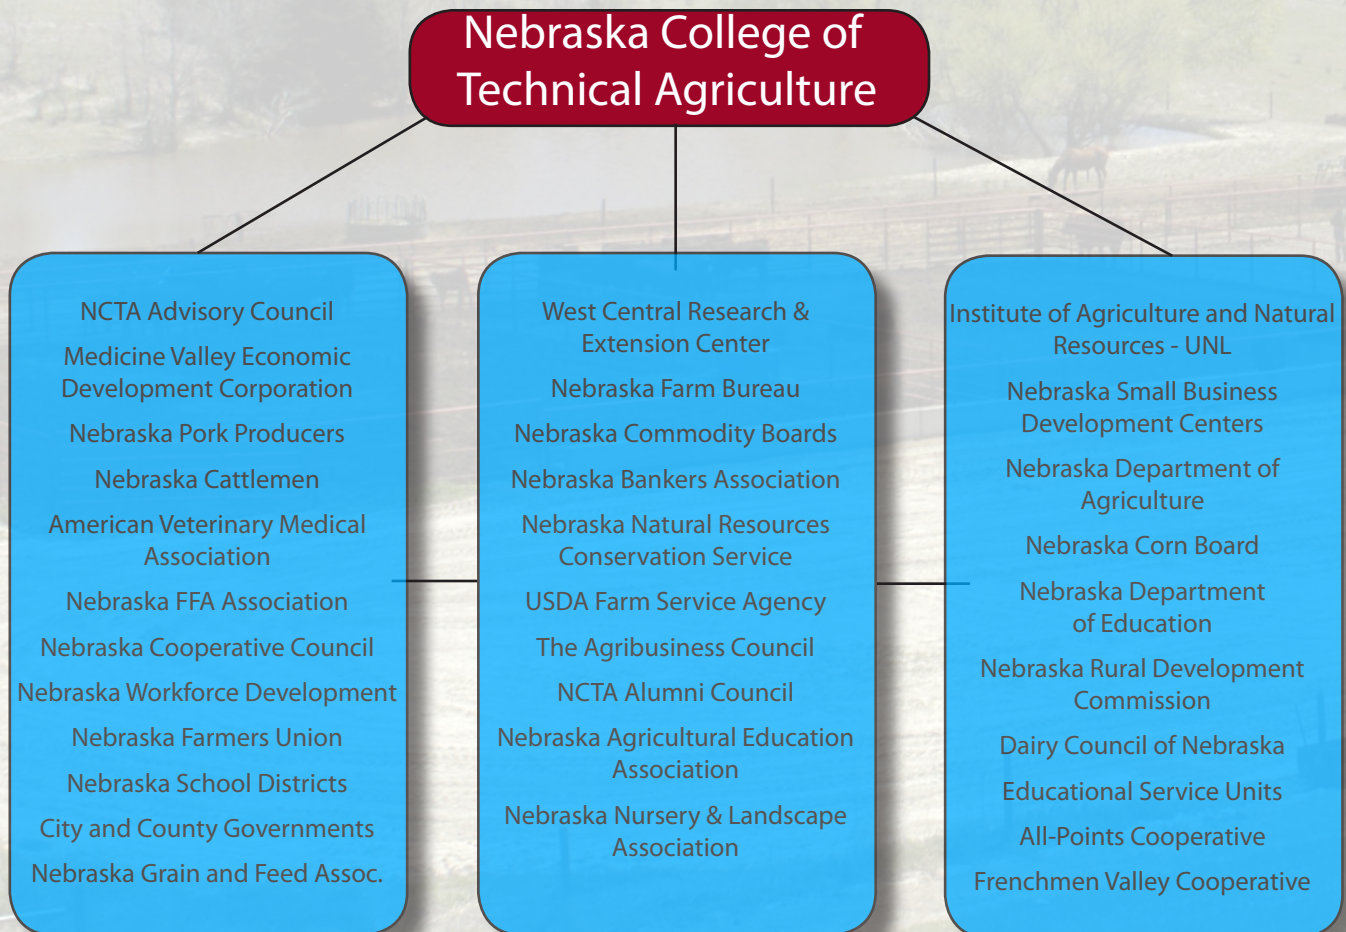 Nebraska College of
Technical Agriculture
NCTA Advisory Council
Medicine Valley Economic
Development Corporation
Nebraska Pork Producers
Nebraska Cattlemen
American Veterinary Medical
Association
Nebraska FFA Association
Nebraska Cooperative Council
Nebraska Workforce Development
Nebraska Farmers Union
Nebraska School Districts
City and County Governments
Nebraska Grain and Feed Assoc.
West Central Research &
Extension Center
Nebraska Farm Bureau
Nebraska Commodity Boards
Nebraska Bankers Association
Nebraska Natural Resources
Conservation Service
USDA Farm Service Agency
The Agribusiness Council
NCTA Alumni Council
Nebraska Agricultural Education
Association
Nebraska Nursery & Landscape
Association
Institute of Agriculture and Natural
Resources - UNL
Nebraska Small Business
Development Centers
Nebraska Department of
Agriculture
Nebraska Corn Board
Nebraska Department
of Education
Nebraska Rural Development
Commission
Dairy Council of Nebraska
Educational Service Units
All-Points Cooperative
Frenchmen Valley Cooperative